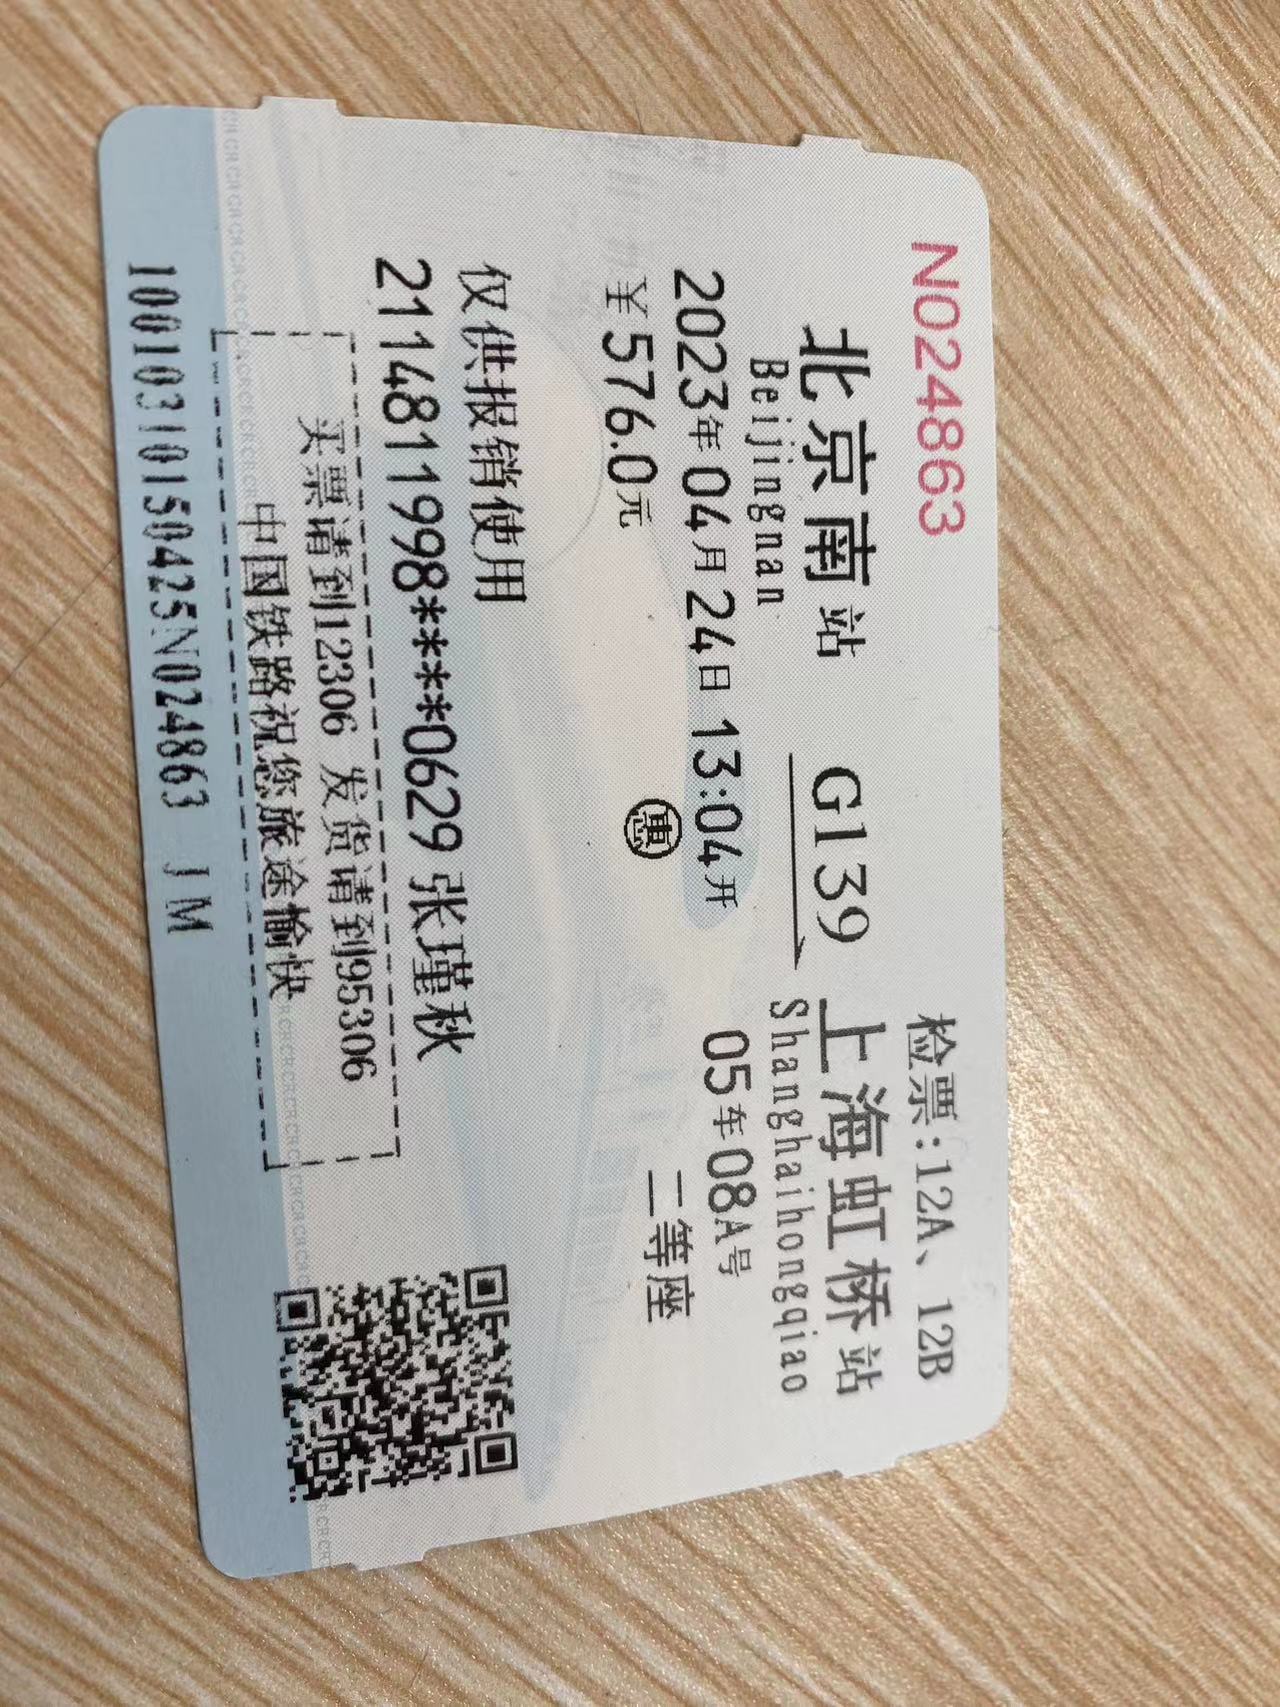 N024863 检票:12A、12B
北京南站 G139 上海虹桥站
Beijingnan Shanghaihongqiao
2023年04月24日 13:04开 05车08A号
￥576.0元 惠 二等座
仅供报销使用
2114811998****0629 张瑾秋
买票请到12306 发货请到95306
中国铁路祝您旅途愉快
10010310150425N024863 JM